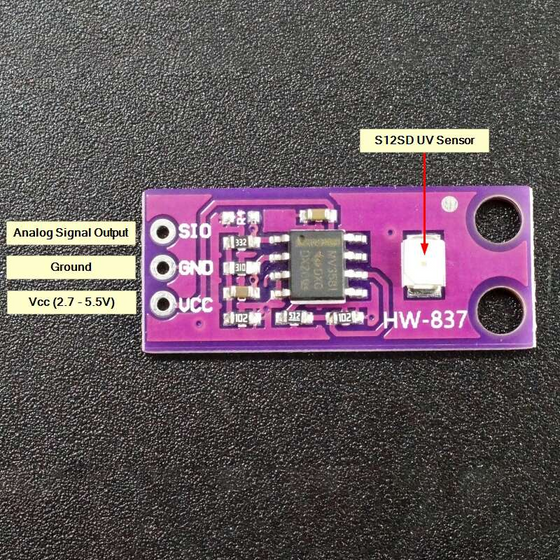 S12SD UV Sensor
Analog Signal Output
SIO
Ground
GND
Vcc (2.7 - 5.5V)
VCC
332
310
102
512
102
HW-837